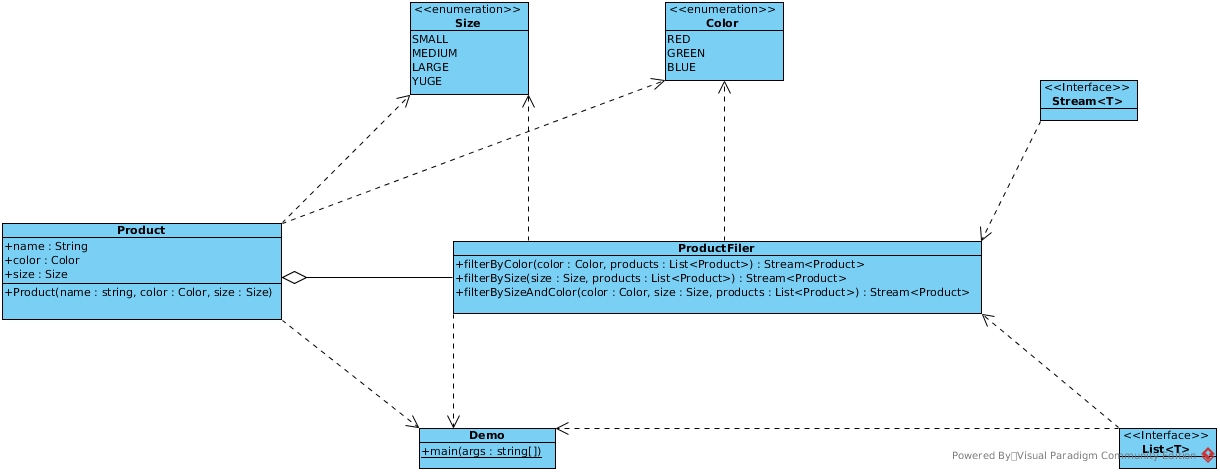 <<enumeration>>
Size
SMALL
MEDIUM
LARGE
YUGE
<<enumeration>>
Color
RED
GREEN
BLUE
<<Interface>>
Stream<T>
Product
+name : String
+color : Color
+size : Size
+Product(name : string, color : Color, size : Size)
ProductFiler
+filterByColor(color : Color, products : List<Product>) : Stream<Product>
+filterBySize(size : Size, products : List<Product>) : Stream<Product>
+filterBySizeAndColor(color : Color, size : Size, products : List<Product>) : Stream<Product>
Demo
+main(args : string[])
<<Interface>>
List<T>
Powered By Visual Paradigm Community Edition